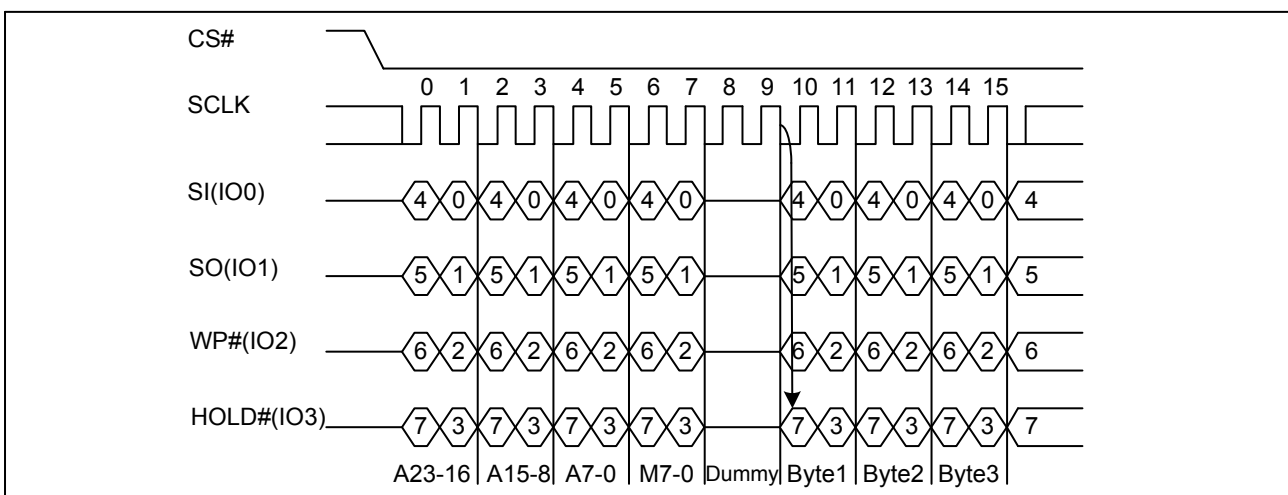 CS#
0 1 2 3 4 5 6 7 8 9 10 11 12 13 14 15
SCLK
SI(IO0) 4 0 4 0 4 0 4 0 4 0 4 0 4 0 4
SO(IO1) 5 1 5 1 5 1 5 1 5 1 5 1 5 1 5
WP#(IO2) 6 2 6 2 6 2 6 2 6 2 6 2 6 2 6
HOLD#(IO3) 7 3 7 3 7 3 7 3 7 3 7 3 7 3 7
A23-16 A15-8 A7-0 M7-0 Dummy Byte1 Byte2 Byte3